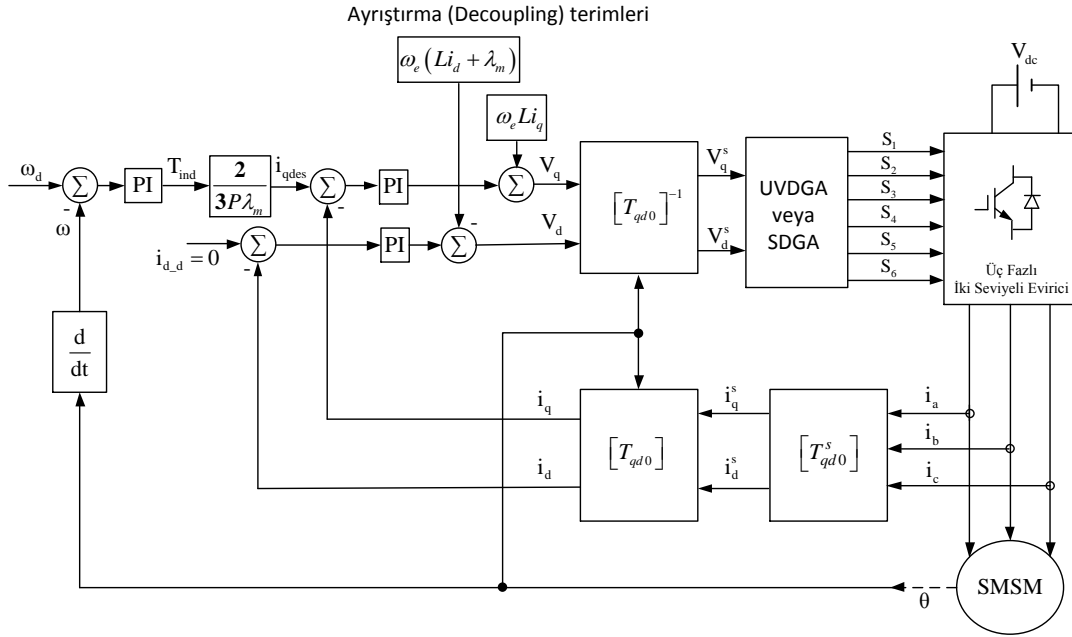 Ayrıştırma (Decoupling) terimleri
ω_e(Li_d + λ_m)
ω_e Li_q
V_dc
ω_d
Σ
-
ω
PI
T_ind
2
3Pλ_m
i_qdes
Σ
-
PI
Σ
V_q
i_d_d = 0
Σ
-
PI
Σ
-
V_d
[T_qd0]^-1
V_q^s
V_d^s
UVDGA
veya
SDGA
S_1
S_2
S_3
S_4
S_5
S_6
Üç Fazlı
İki Seviyeli Evirici
d
dt
i_q
i_d
[T_qd0]
i_q^s
i_d^s
[T_qd0^s]
i_a
i_b
i_c
θ
SMSM